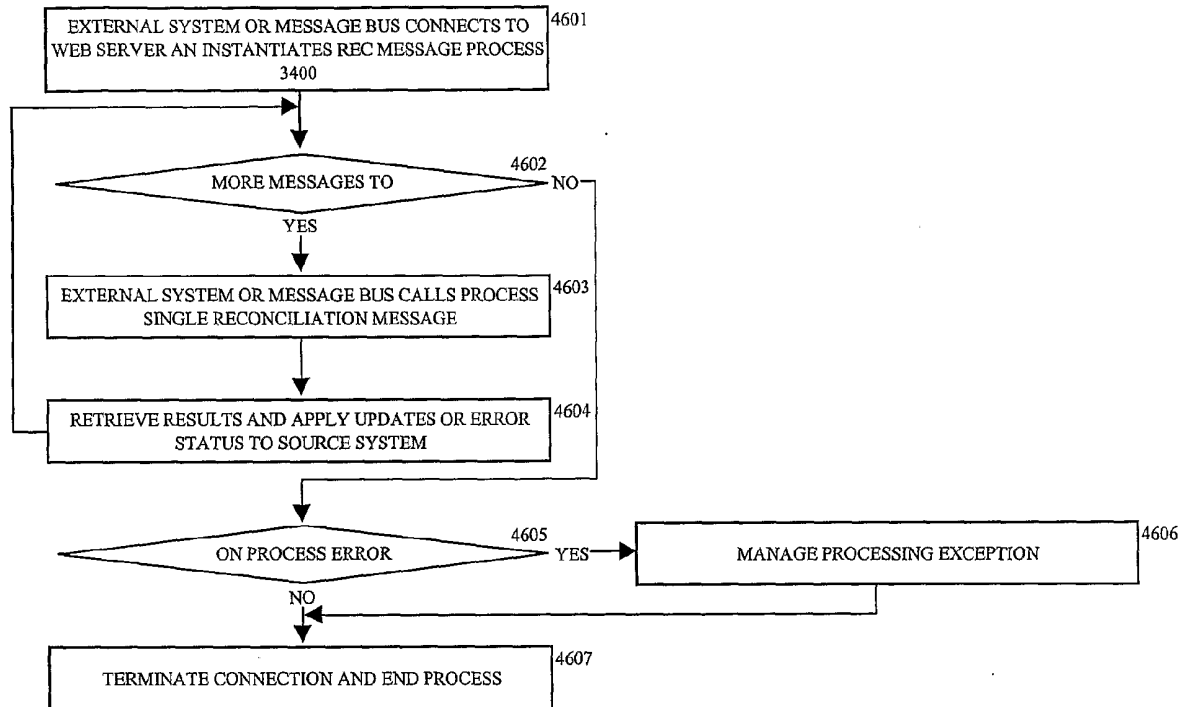 EXTERNAL SYSTEM OR MESSAGE BUS CONNECTS TO
WEB SERVER AN INSTANTIATES REC MESSAGE PROCESS
3400
4601
4602
MORE MESSAGES TO
NO
YES
EXTERNAL SYSTEM OR MESSAGE BUS CALLS PROCESS
SINGLE RECONCILIATION MESSAGE
4603
RETRIEVE RESULTS AND APPLY UPDATES OR ERROR
STATUS TO SOURCE SYSTEM
4604
4605
ON PROCESS ERROR
YES
MANAGE PROCESSING EXCEPTION
4606
NO
TERMINATE CONNECTION AND END PROCESS
4607